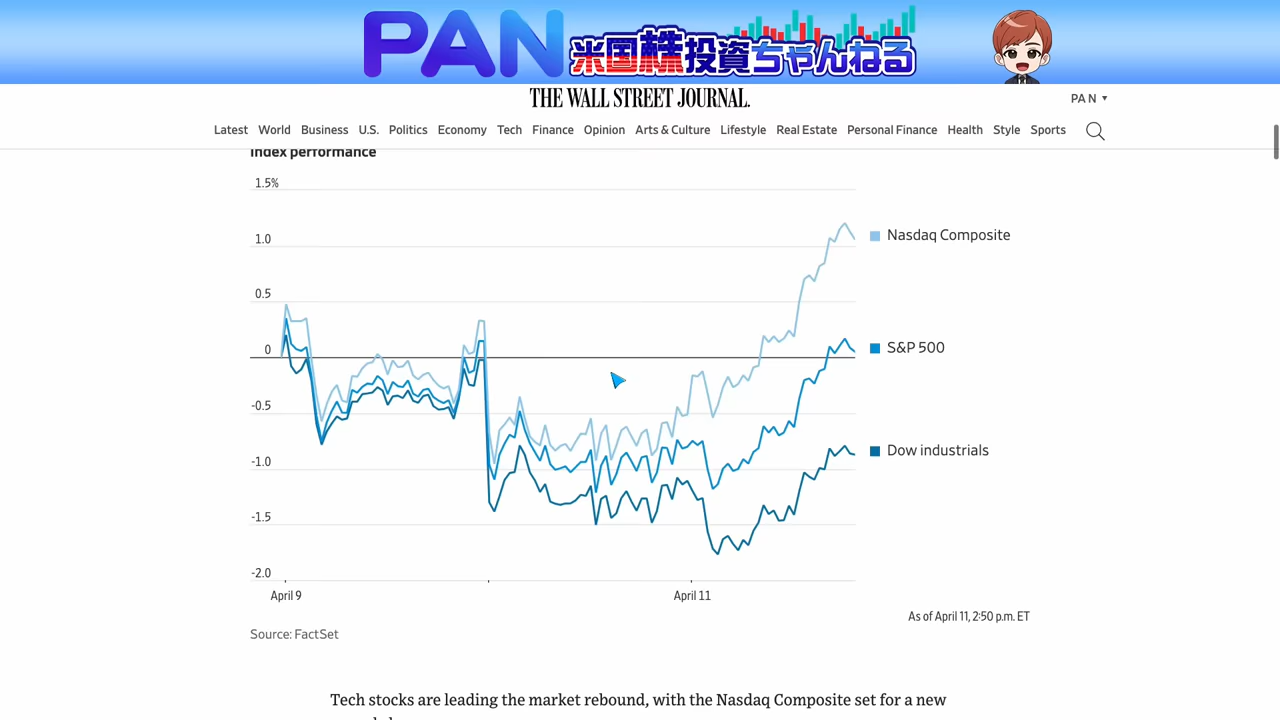 PAN 米国株投資ちゃんねる
THE WALL STREET JOURNAL.
PAN
Latest World Business U.S. Politics Economy Tech Finance Opinion Arts & Culture Lifestyle Real Estate Personal Finance Health Style Sports
Index performance
1.5%
1.0
0.5
0
-0.5
-1.0
-1.5
-2.0
Nasdaq Composite
S&P 500
Dow industrials
April 9
April 11
As of April 11, 2:50 p.m. ET
Source: FactSet
Tech stocks are leading the market rebound, with the Nasdaq Composite set for a new